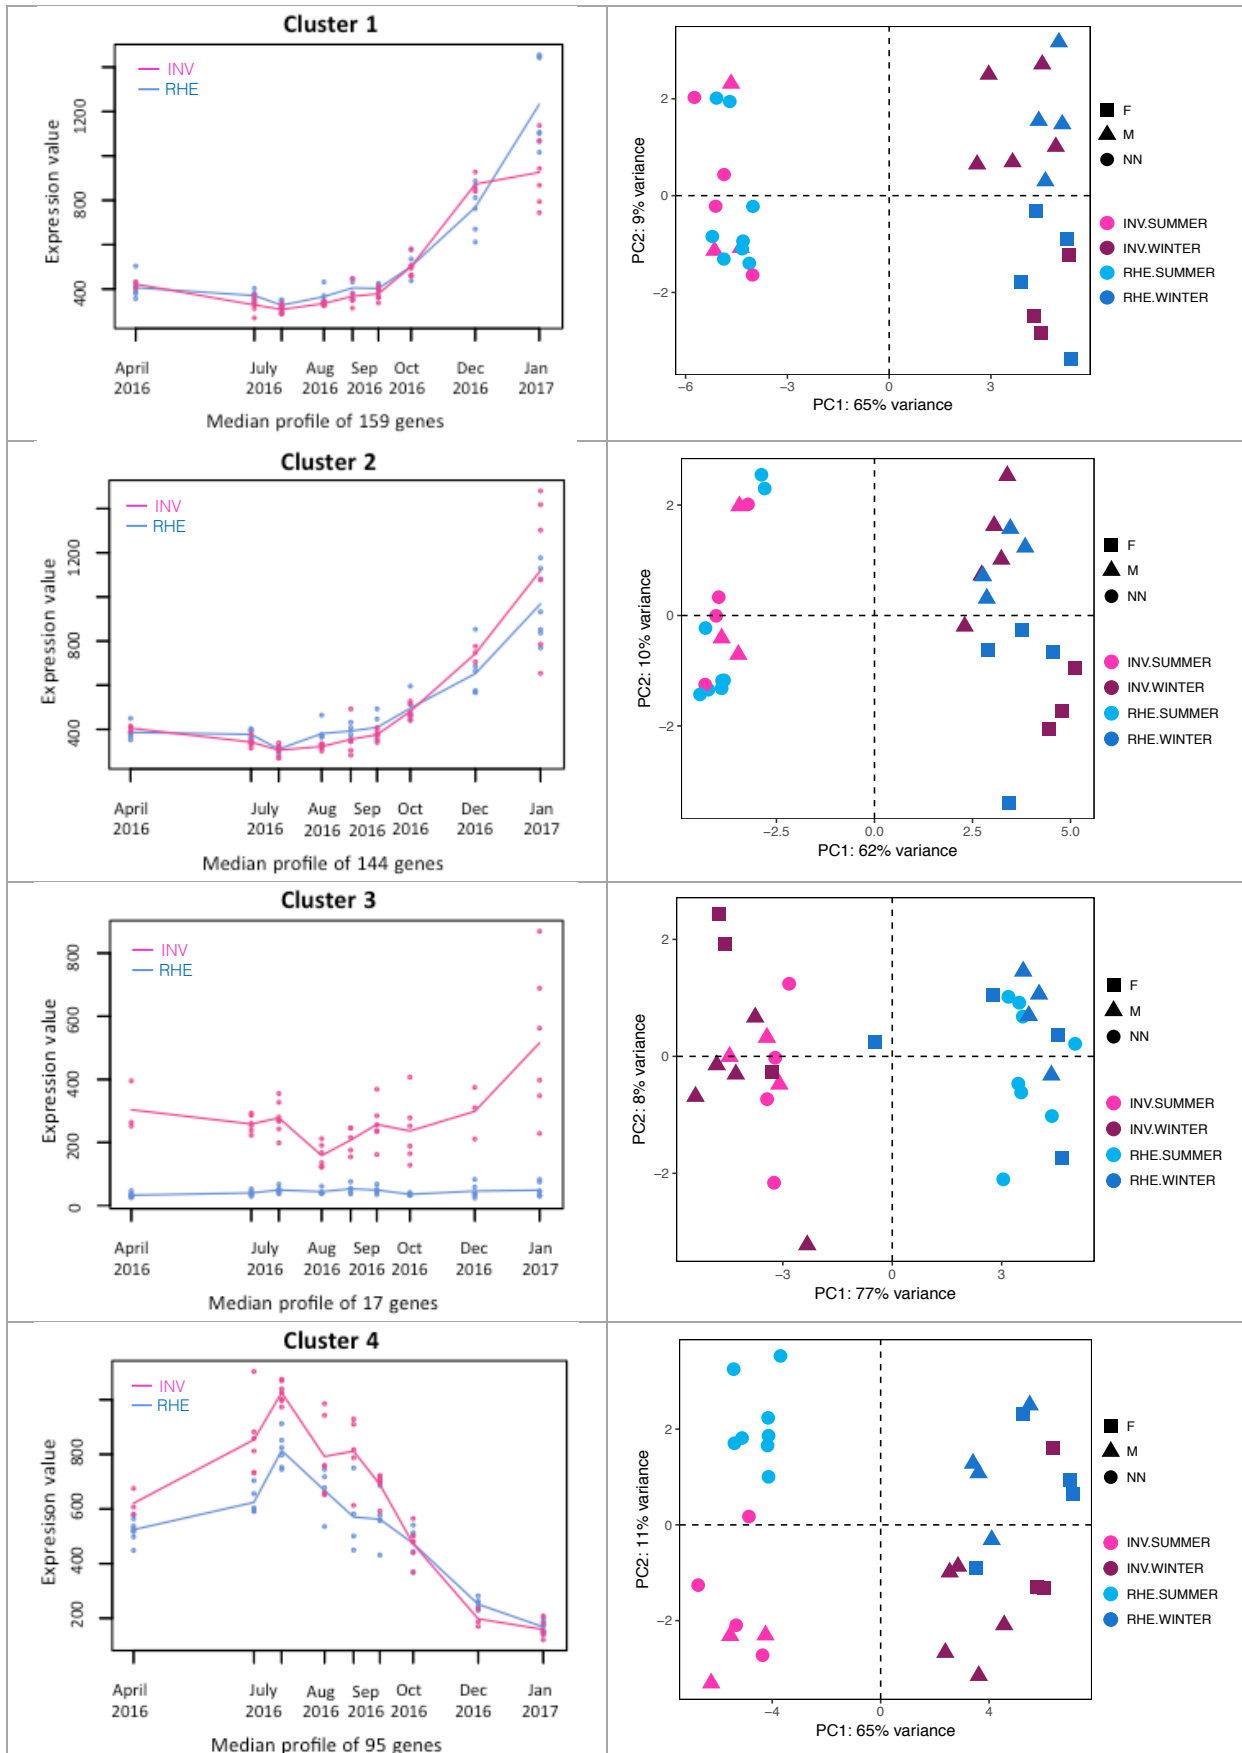 Cluster 1
INV
RHE
Expression value
1200
800
400
April July Aug Sep Oct Dec Jan
2016 2016 2016 2016 2016 2016 2017
Median profile of 159 genes
PC2: 9% variance
2
0
−2
−6 −3 0 3
PC1: 65% variance
F
M
NN
INV.SUMMER
INV.WINTER
RHE.SUMMER
RHE.WINTER
Cluster 2
INV
RHE
Expression value
1200
800
400
April July Aug Sep Oct Dec Jan
2016 2016 2016 2016 2016 2016 2017
Median profile of 144 genes
PC2: 10% variance
2
0
−2
−2.5 0.0 2.5 5.0
PC1: 62% variance
F
M
NN
INV.SUMMER
INV.WINTER
RHE.SUMMER
RHE.WINTER
Cluster 3
INV
RHE
Expression value
800
600
400
200
0
April July Aug Sep Oct Dec Jan
2016 2016 2016 2016 2016 2016 2017
Median profile of 17 genes
PC2: 8% variance
2
0
−2
−3 0 3
PC1: 77% variance
F
M
NN
INV.SUMMER
INV.WINTER
RHE.SUMMER
RHE.WINTER
Cluster 4
INV
RHE
Expresison value
800
600
400
200
April July Aug Sep Oct Dec Jan
2016 2016 2016 2016 2016 2016 2017
Median profile of 95 genes
PC2: 11% variance
2
0
−2
−4 0 4
PC1: 65% variance
F
M
NN
INV.SUMMER
INV.WINTER
RHE.SUMMER
RHE.WINTER